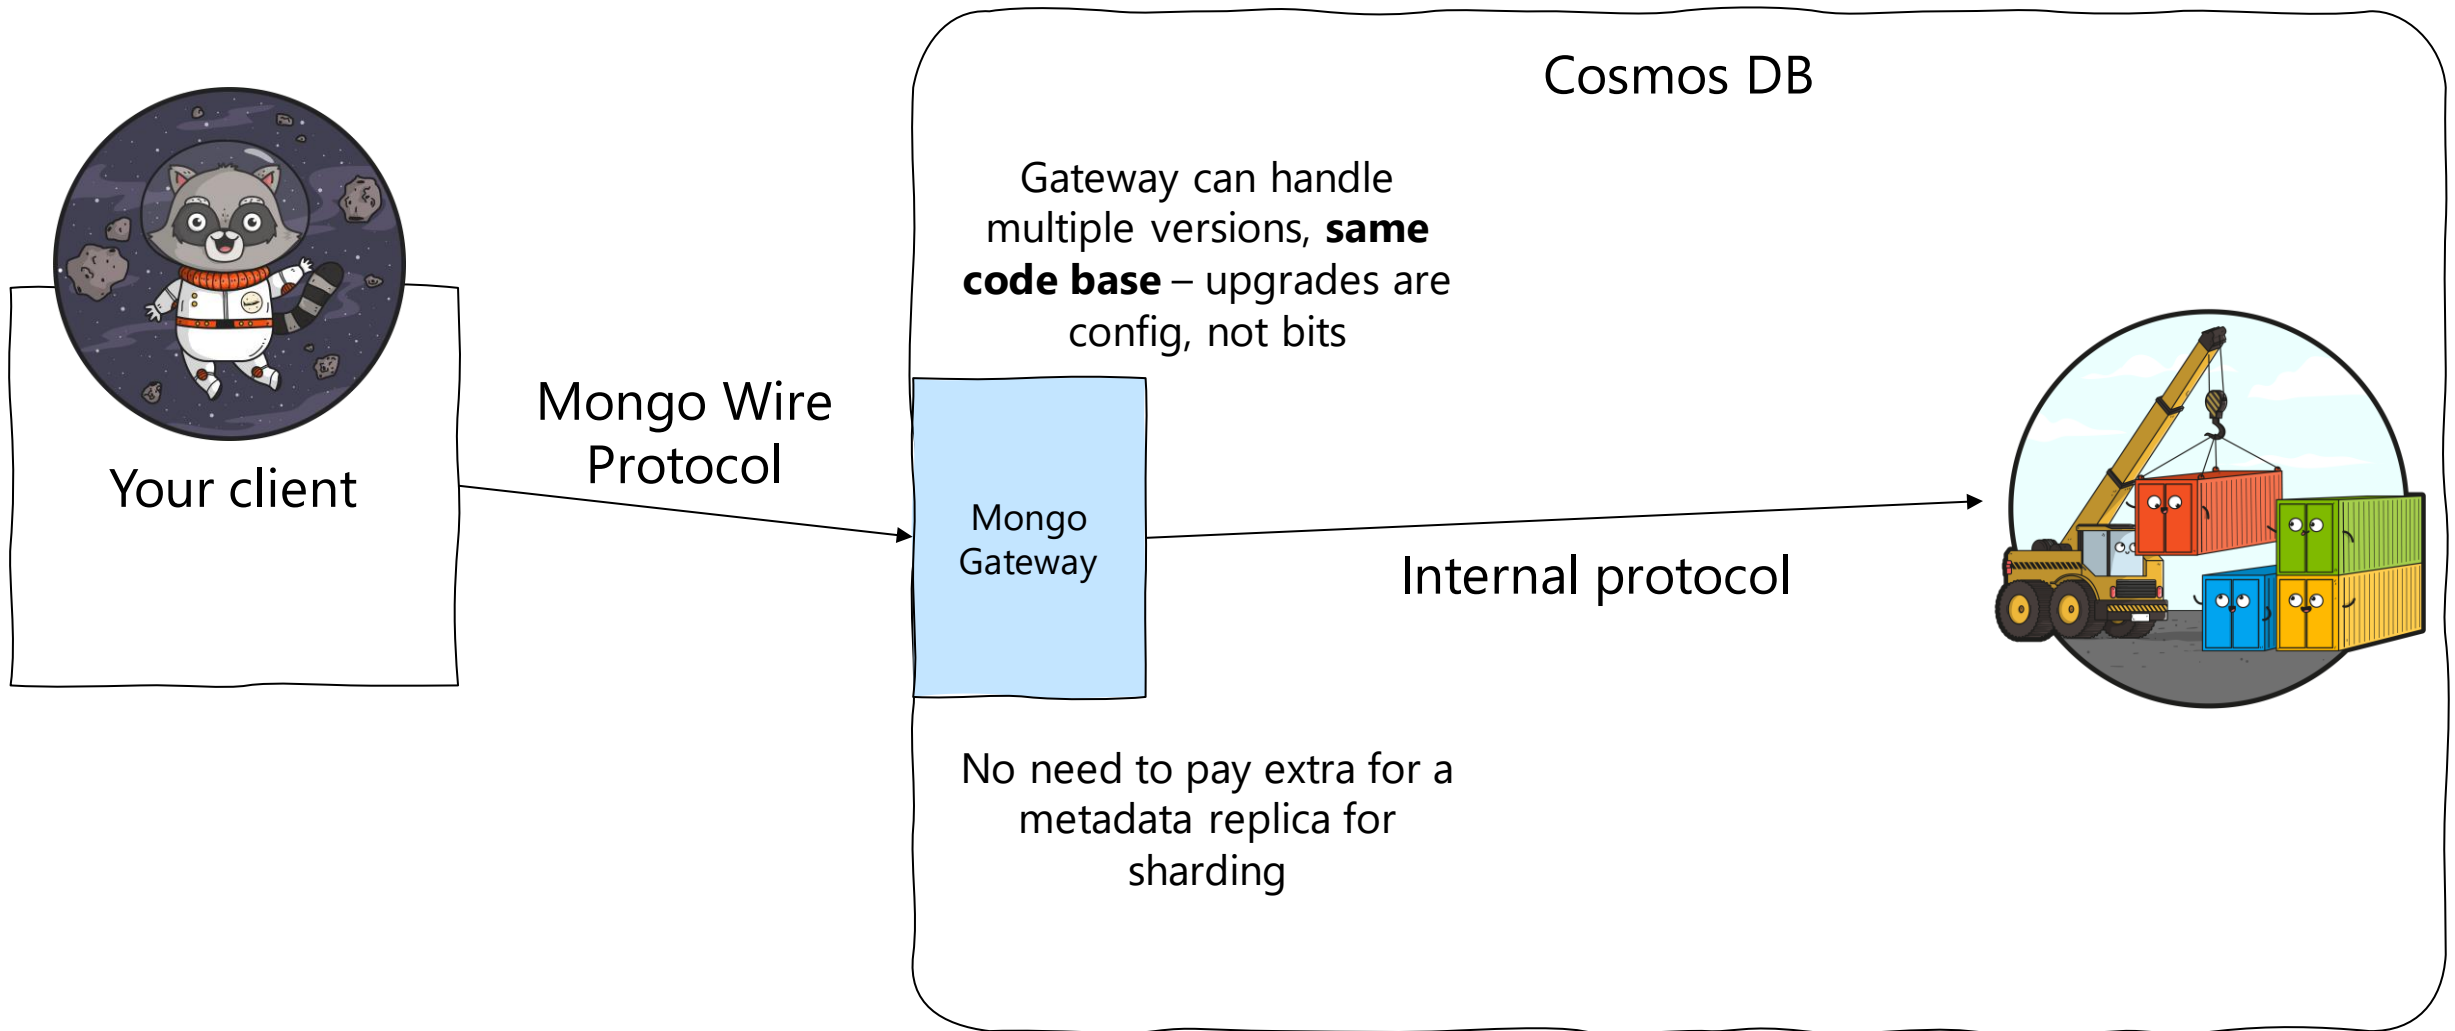 Cosmos DB
Gateway can handle
multiple versions, same
code base – upgrades are
config, not bits
Mongo Wire
Protocol
Your client
Mongo
Gateway
Internal protocol
No need to pay extra for a
metadata replica for
sharding